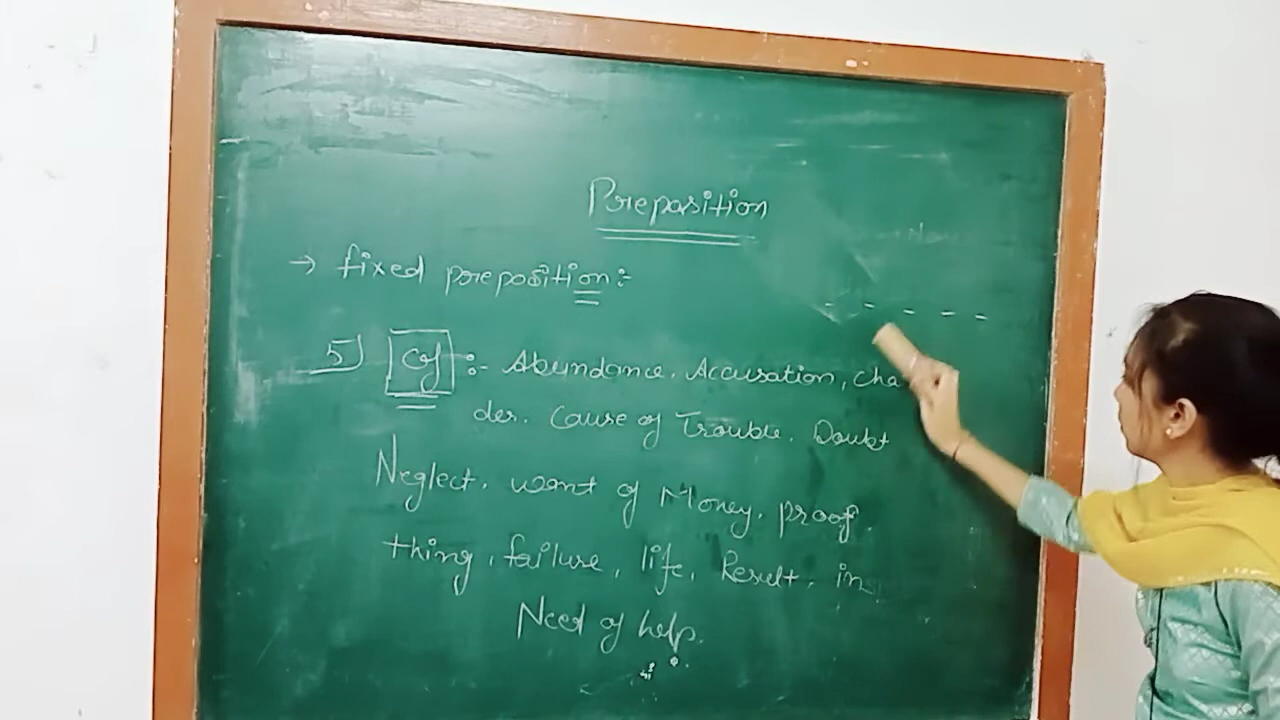 Preposition
→ fixed preposition :-
5) Of :- Abundance, Accusation, cha
der. Cause of Trouble. Doubt
Neglect. want of Money. proof
thing, failure, life, Result, in
Need of help.